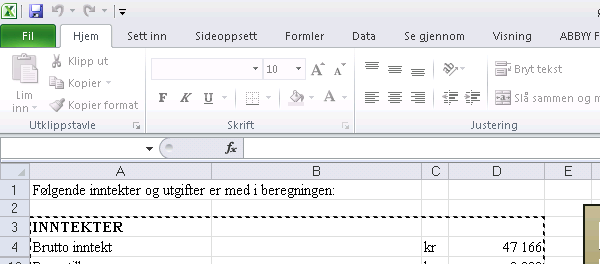 Fil Hjem Sett inn Sideoppsett Formler Data Se gjennom Visning ABBYY F
Lim inn
Klipp ut
Kopier
Kopier format
10 A A
F K U A
Bryt tekst
Slå sammen og m
Utklippstavle Skrift Justering
fx
A B C D E
1 Følgende inntekter og utgifter er med i beregningen:
2
3 INNTEKTER
4 Brutto inntekt kr 47 166